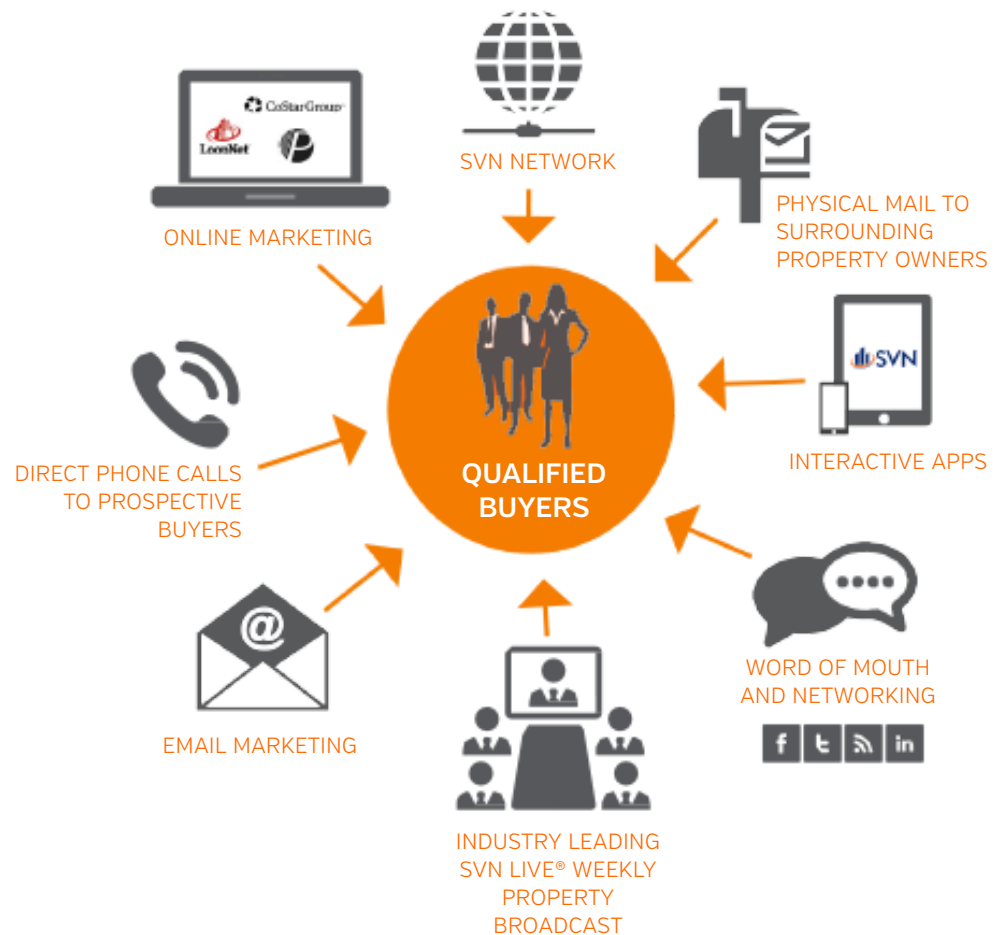 CoStarGroup
LoopNet
P
ONLINE MARKETING
SVN NETWORK
PHYSICAL MAIL TO
SURROUNDING
PROPERTY OWNERS
SVN
INTERACTIVE APPS
WORD OF MOUTH
AND NETWORKING
f t in
INDUSTRY LEADING
SVN LIVE® WEEKLY
PROPERTY
BROADCAST
@
EMAIL MARKETING
DIRECT PHONE CALLS
TO PROSPECTIVE
BUYERS
QUALIFIED
BUYERS